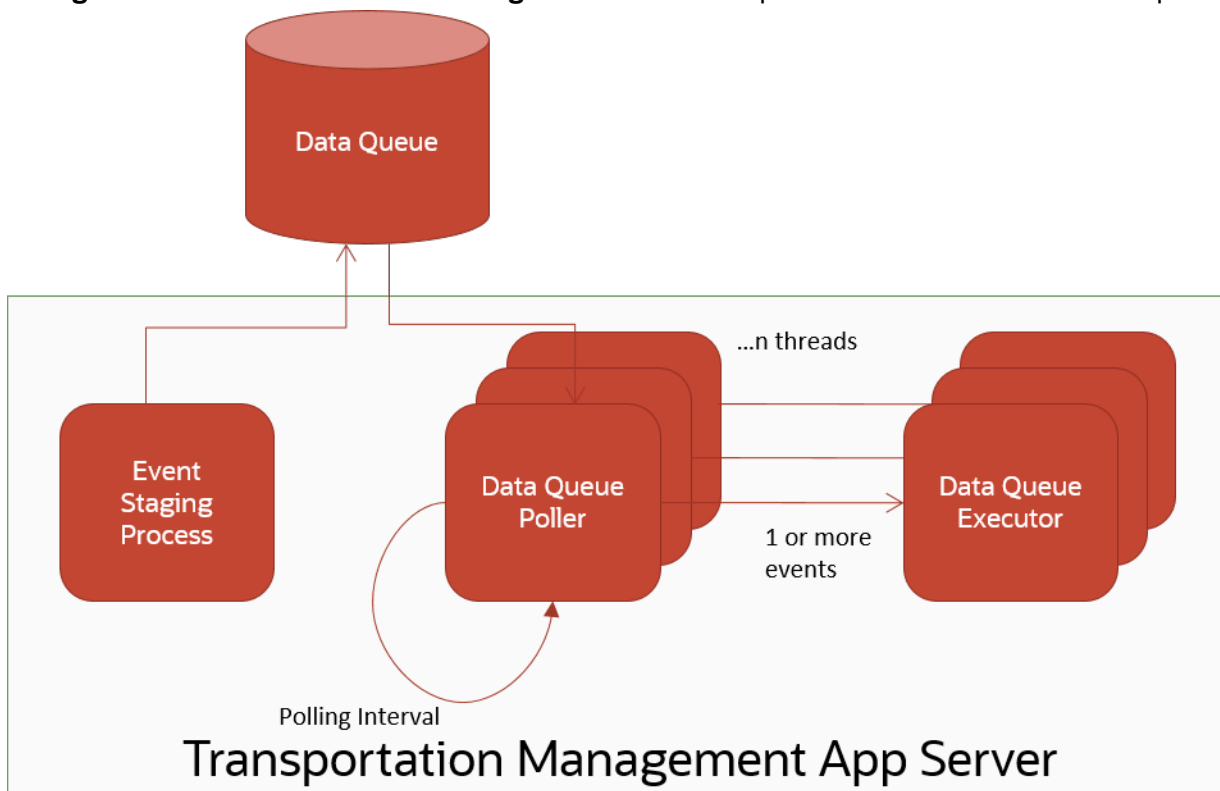 Data Queue
...n threads
Event
Staging
Process
Data Queue
Poller
Data Queue
Executor
1 or more
events
Polling Interval
Transportation Management App Server